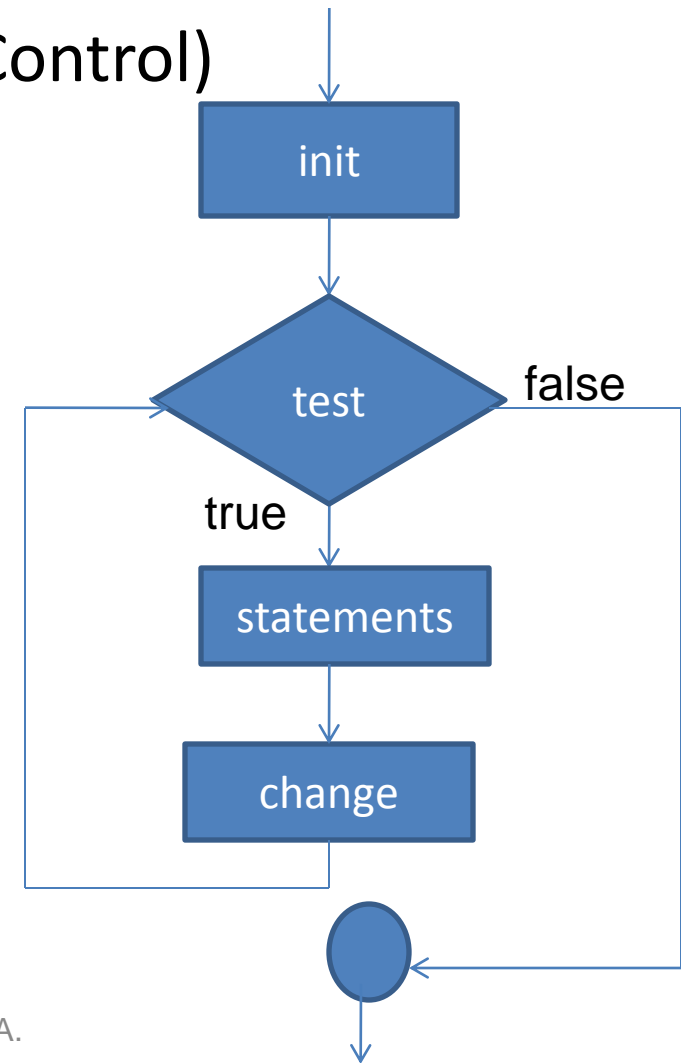 Control)
init
test
false
true
statements
change
A.